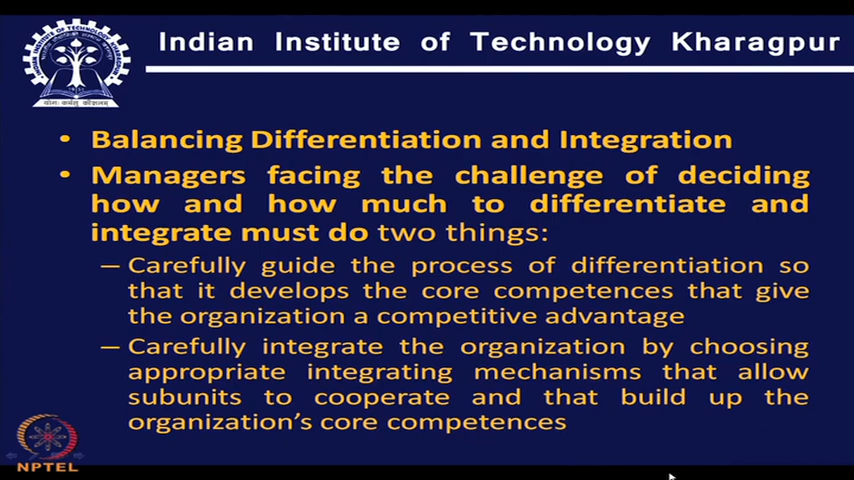 Indian Institute of Technology Kharagpur
योगः कर्मसु कौशलम्
• Balancing Differentiation and Integration
• Managers facing the challenge of deciding
how and how much to differentiate and
integrate must do two things:
– Carefully guide the process of differentiation so
that it develops the core competences that give
the organization a competitive advantage
– Carefully integrate the organization by choosing
appropriate integrating mechanisms that allow
subunits to cooperate and that build up the
organization's core competences
NPTEL